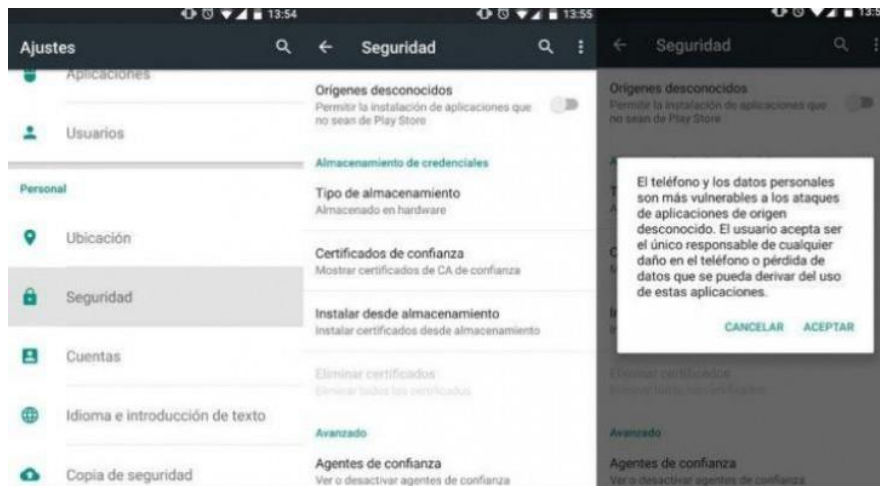 13:54
Ajustes
Aplicaciones
Usuarios
Personal
Ubicación
Seguridad
Cuentas
Idioma e introducción de texto
Copia de seguridad
13:55
Seguridad
Orígenes desconocidos
Permitir la instalación de aplicaciones que
no sean de Play Store
Almacenamiento de credenciales
Tipo de almacenamiento
Almacenado en hardware
Certificados de confianza
Mostrar certificados de CA de confianza
Instalar desde almacenamiento
Instalar certificados desde almacenamiento
Eliminar certificados
Eliminar todos los certificados
Avanzado
Agentes de confianza
Ver o desactivar agentes de confianza
Seguridad
Orígenes desconocidos
Permitir la instalación de aplicaciones que
no sean de Play Store
El teléfono y los datos personales
son más vulnerables a los ataques
de aplicaciones de origen
desconocido. El usuario acepta ser
el único responsable de cualquier
daño en el teléfono o pérdida de
datos que se pueda derivar del uso
de estas aplicaciones.
CANCELAR ACEPTAR
Eliminar certificados
Eliminar todos los certificados
Avanzado
Agentes de confianza
Ver o desactivar agentes de confianza